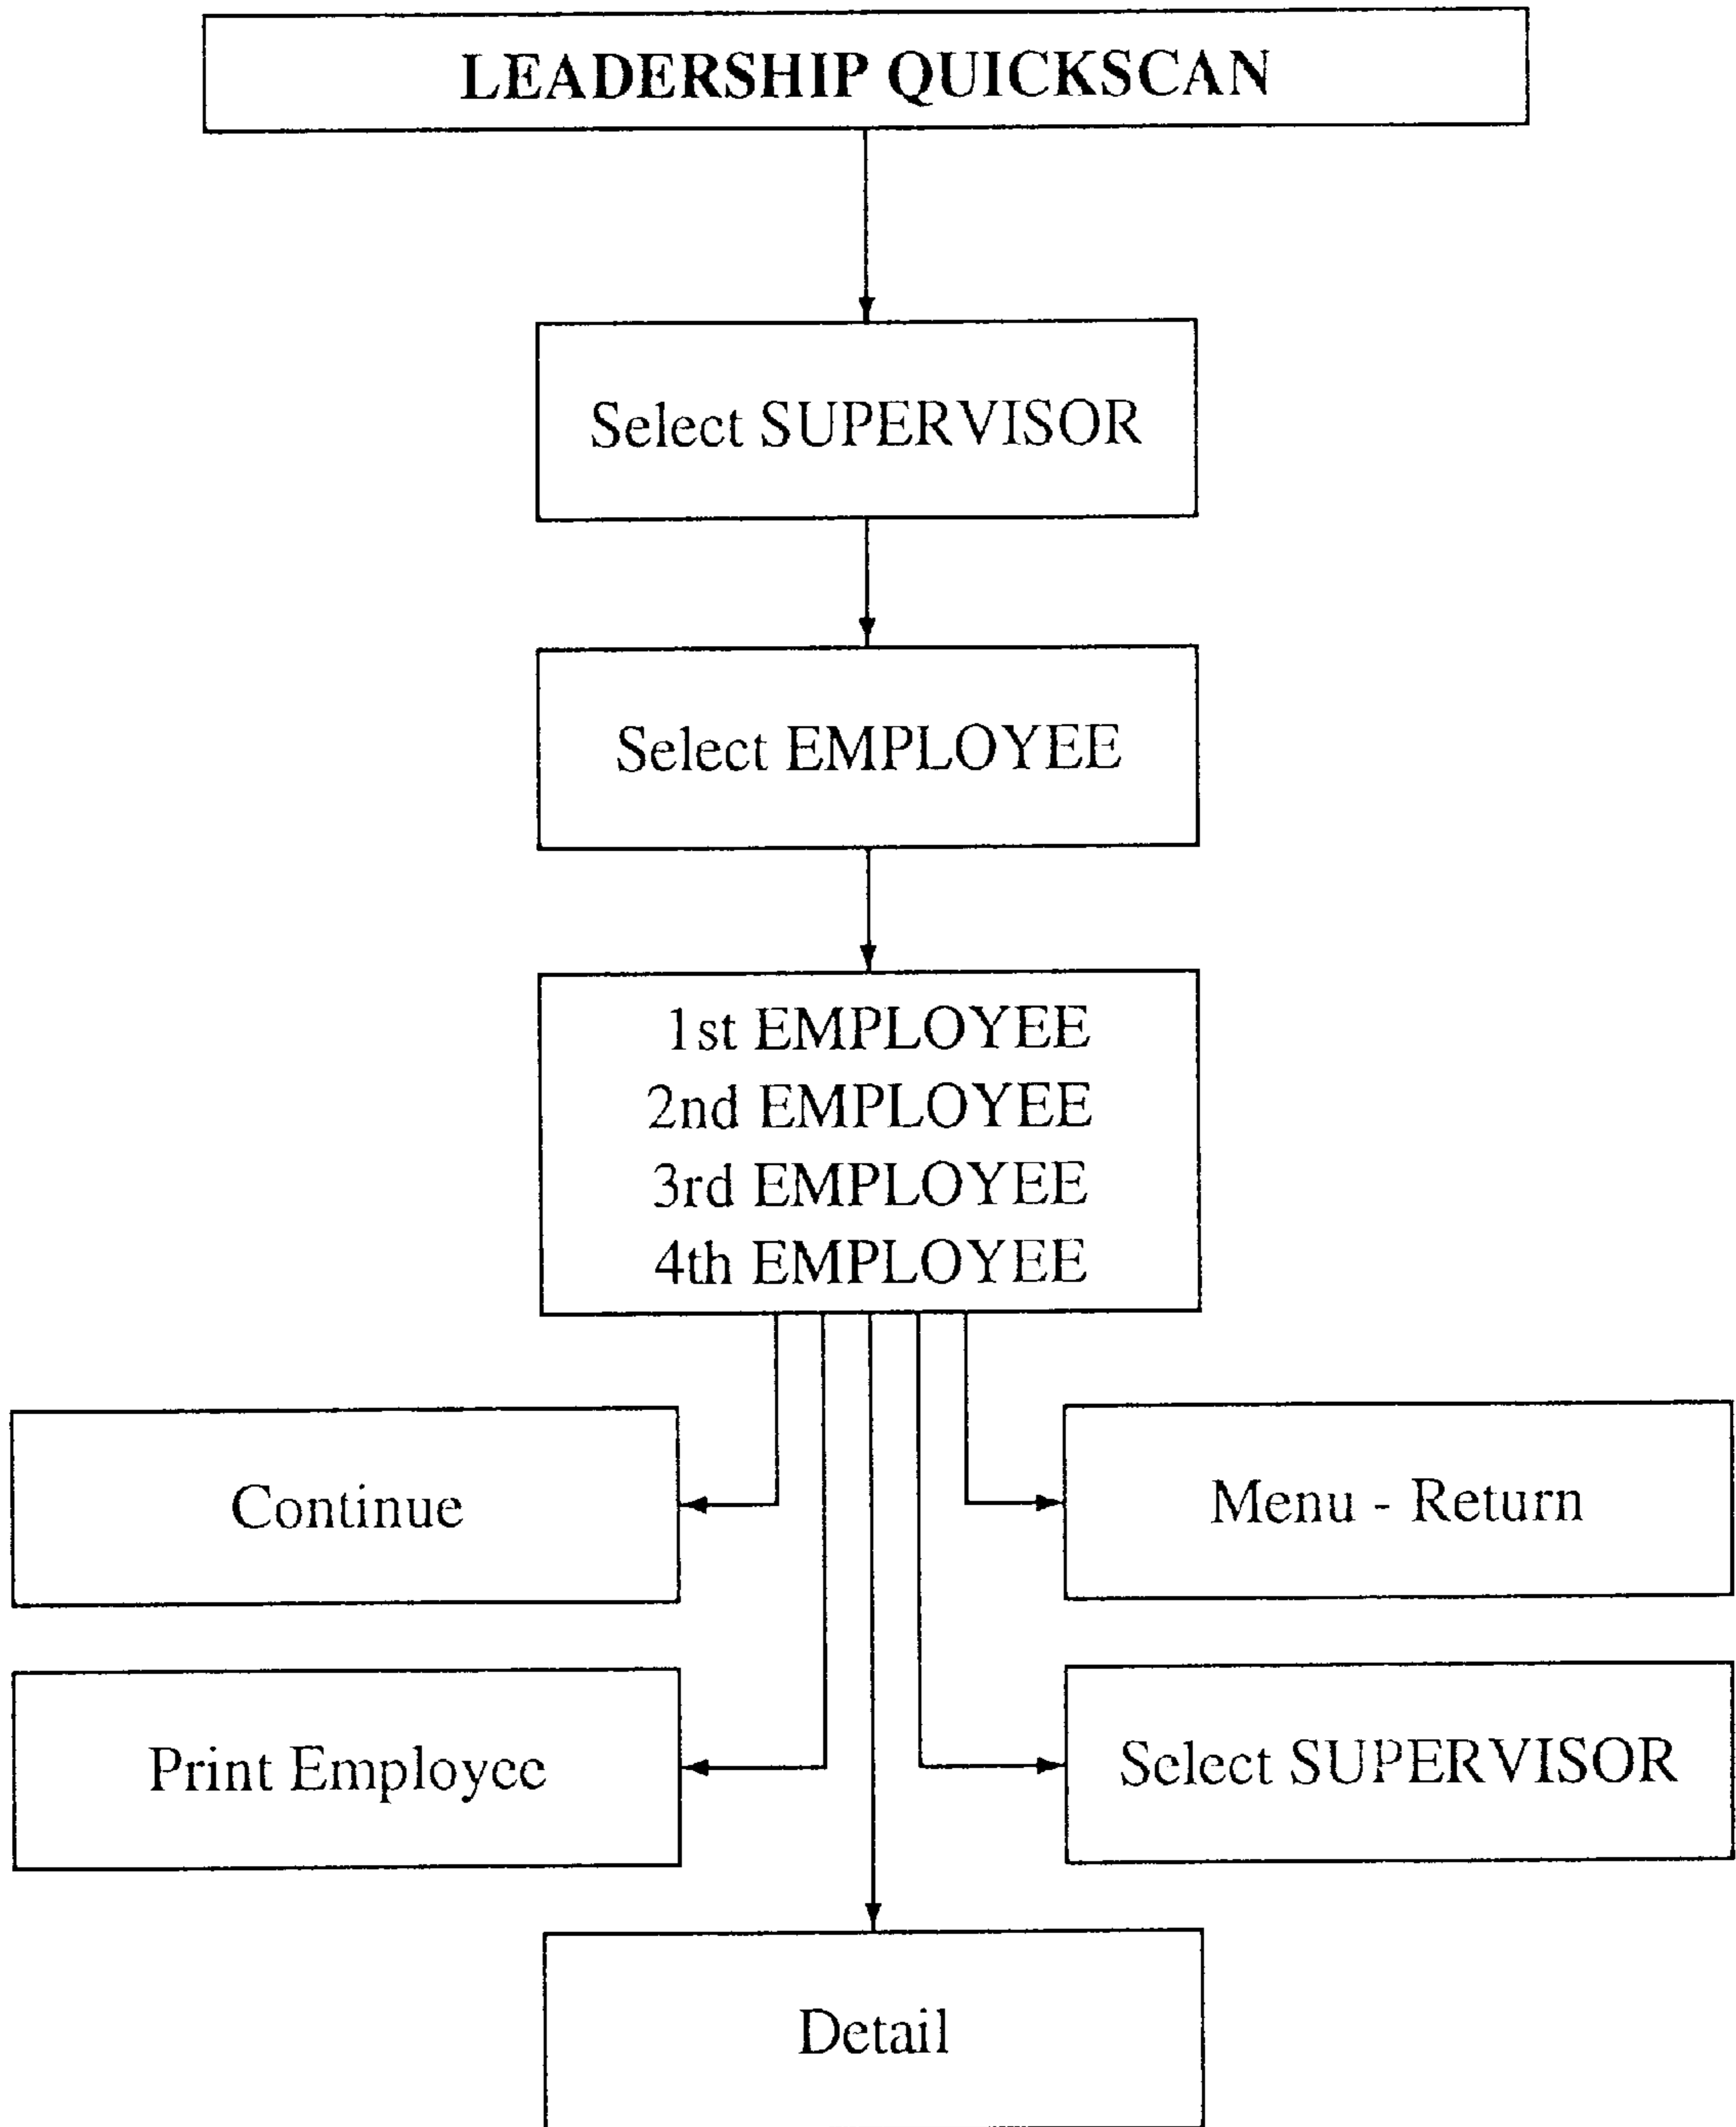 LEADERSHIP QUICKSCAN
Select SUPERVISOR
Select EMPLOYEE
1st EMPLOYEE
2nd EMPLOYEE
3rd EMPLOYEE
4th EMPLOYEE
Continue
Menu - Return
Print Employee
Select SUPERVISOR
Detail